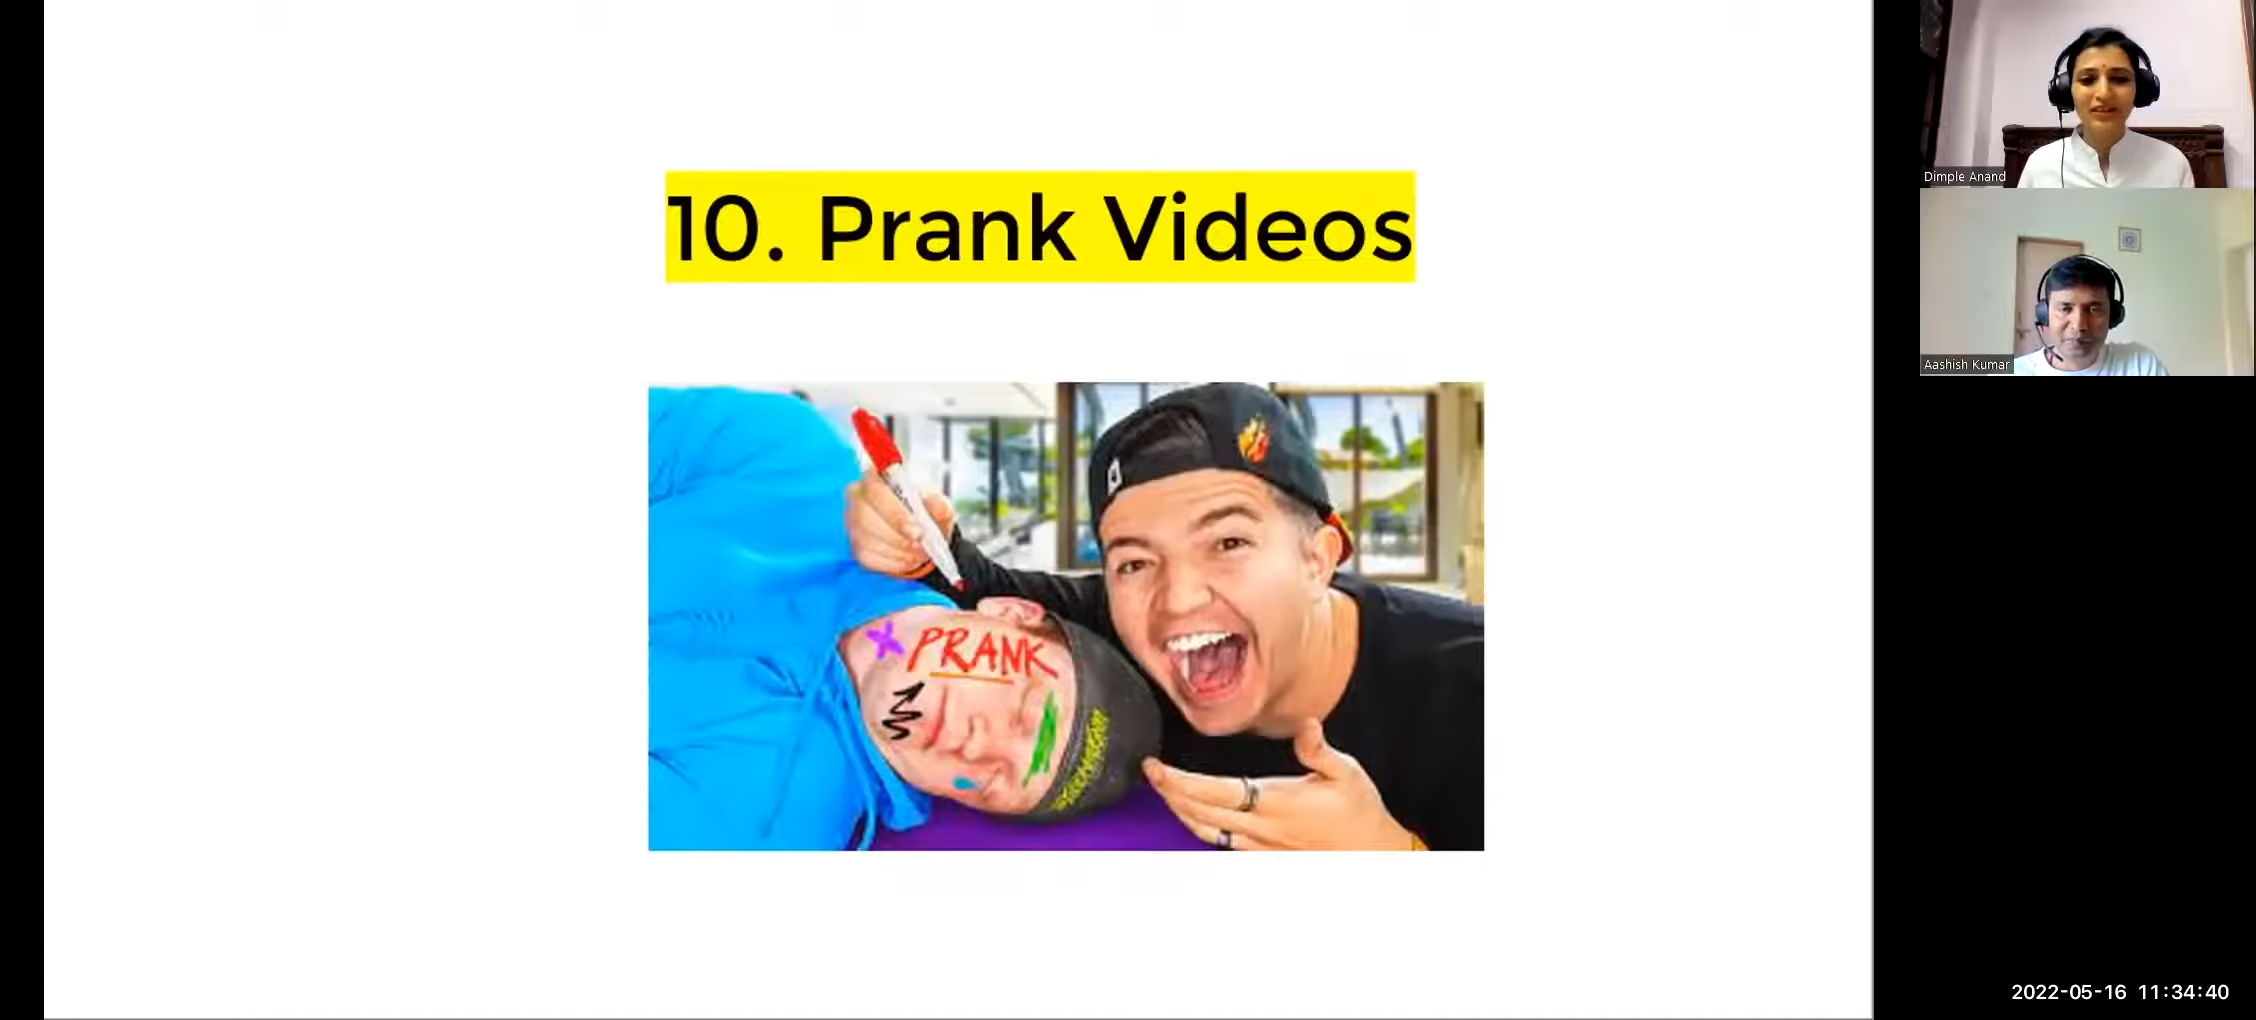 10. Prank Videos
PRANK
Dimple Anand
Aashish Kumar
2022-05-16 11:34:40